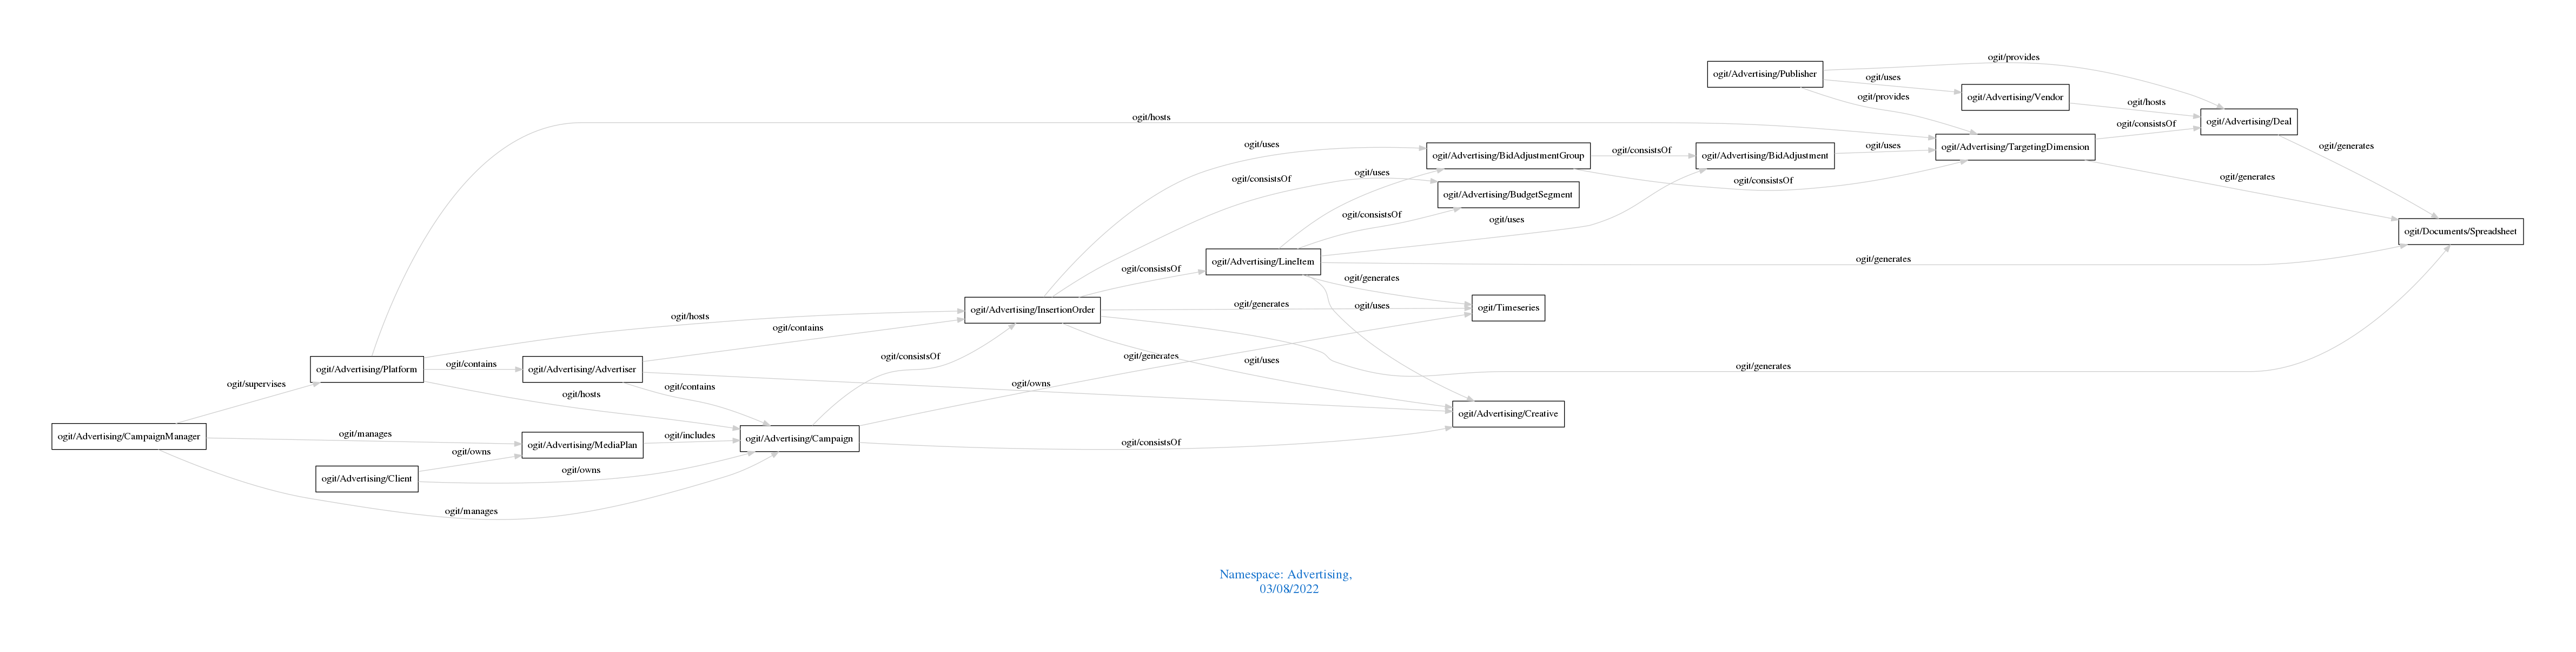 ogit/Advertising/Publisher
ogit/provides
ogit/uses
ogit/provides
ogit/Advertising/Vendor
ogit/hosts
ogit/Advertising/Deal
ogit/hosts
ogit/consistsOf
ogit/uses
ogit/Advertising/BidAdjustmentGroup
ogit/consistsOf
ogit/Advertising/BidAdjustment
ogit/uses
ogit/Advertising/TargetingDimension
ogit/generates
ogit/consistsOf
ogit/uses
ogit/consistsOf
ogit/generates
ogit/Advertising/BudgetSegment
ogit/consistsOf
ogit/uses
ogit/Documents/Spreadsheet
ogit/Advertising/LineItem
ogit/generates
ogit/consistsOf
ogit/generates
ogit/Advertising/InsertionOrder
ogit/generates
ogit/uses
ogit/Timeseries
ogit/hosts
ogit/contains
ogit/consistsOf
ogit/generates
ogit/uses
ogit/generates
ogit/Advertising/Platform
ogit/contains
ogit/Advertising/Advertiser
ogit/supervises
ogit/contains
ogit/owns
ogit/hosts
ogit/Advertising/Creative
ogit/Advertising/CampaignManager
ogit/manages
ogit/Advertising/MediaPlan
ogit/includes
ogit/Advertising/Campaign
ogit/consistsOf
ogit/owns
ogit/Advertising/Client
ogit/owns
ogit/manages
Namespace: Advertising,
03/08/2022